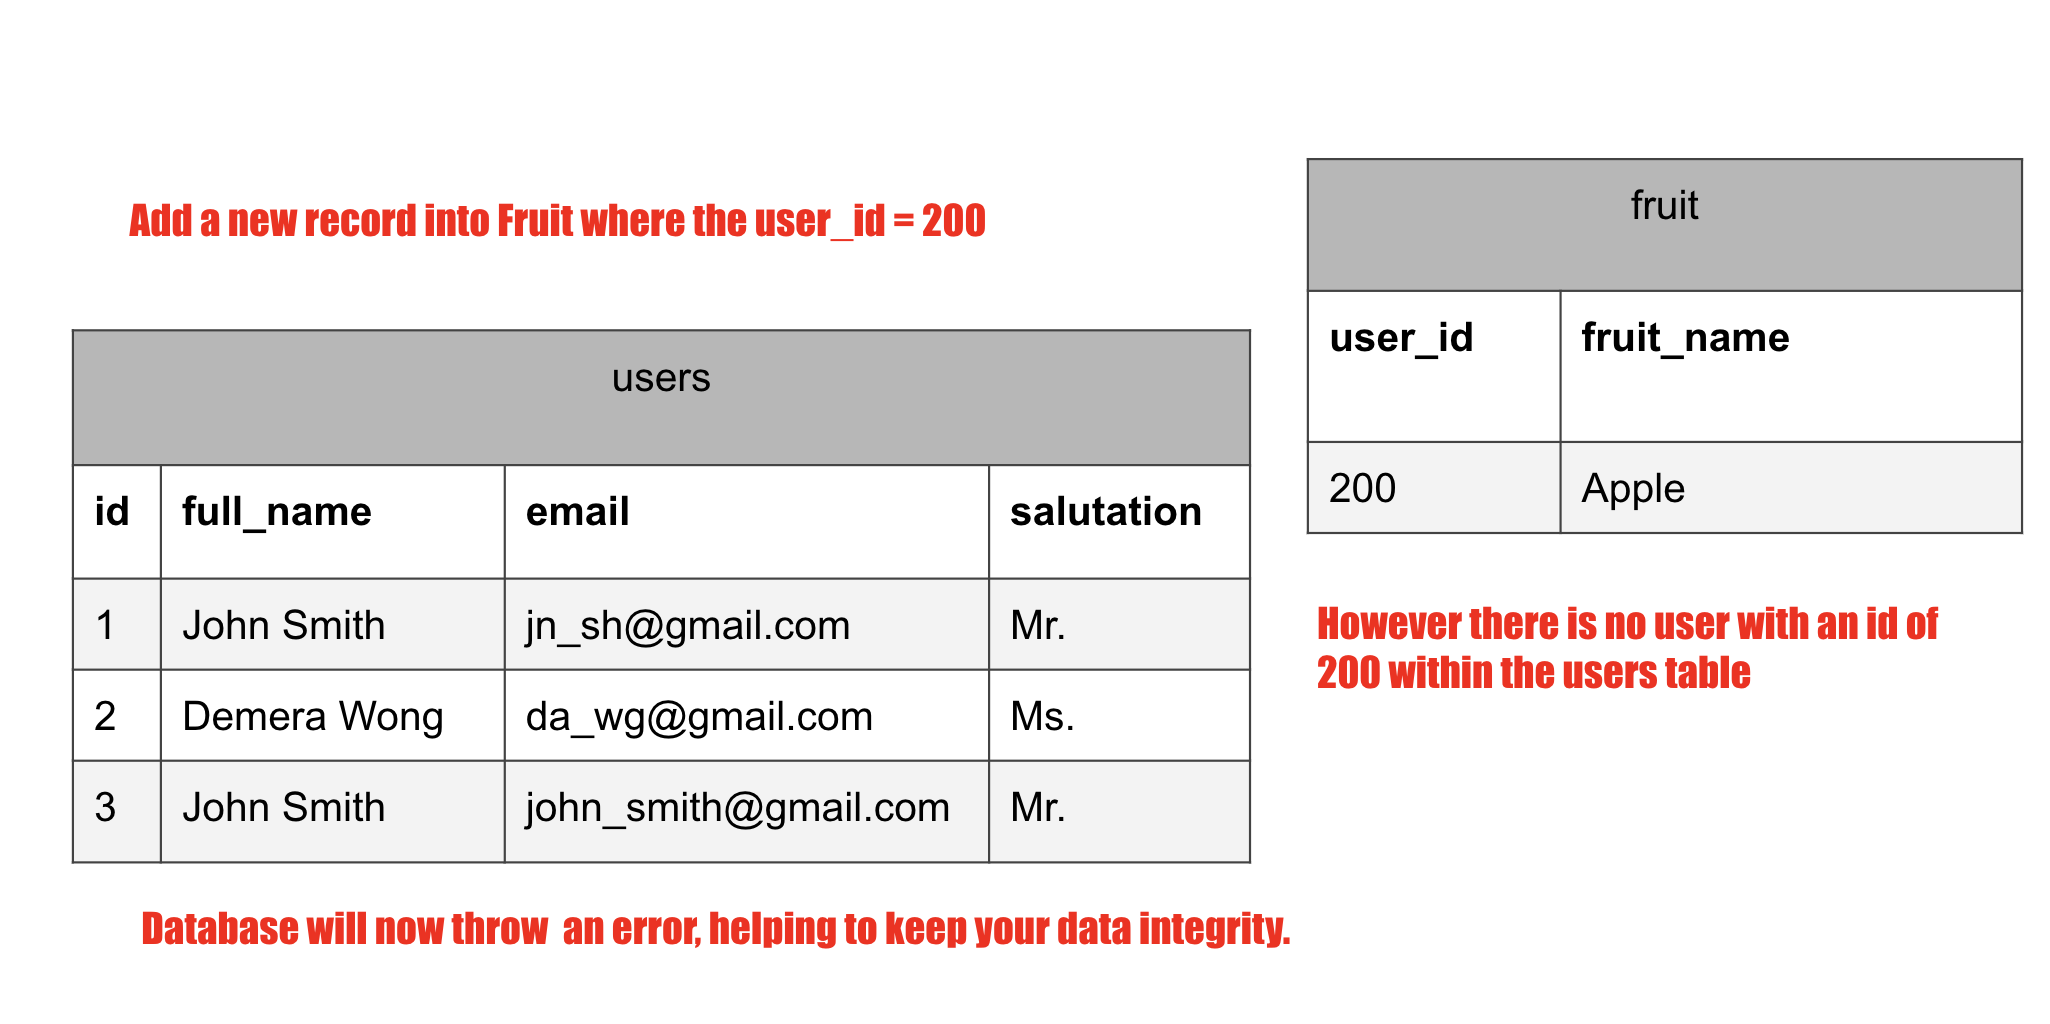 Add a new record into Fruit where the user_id = 200
fruit
user_id fruit_name
200 Apple
users
id full_name email salutation
1 John Smith jn_sh@gmail.com Mr.
2 Demera Wong da_wg@gmail.com Ms.
3 John Smith john_smith@gmail.com Mr.
However there is no user with an id of
200 within the users table
Database will now throw  an error, helping to keep your data integrity.